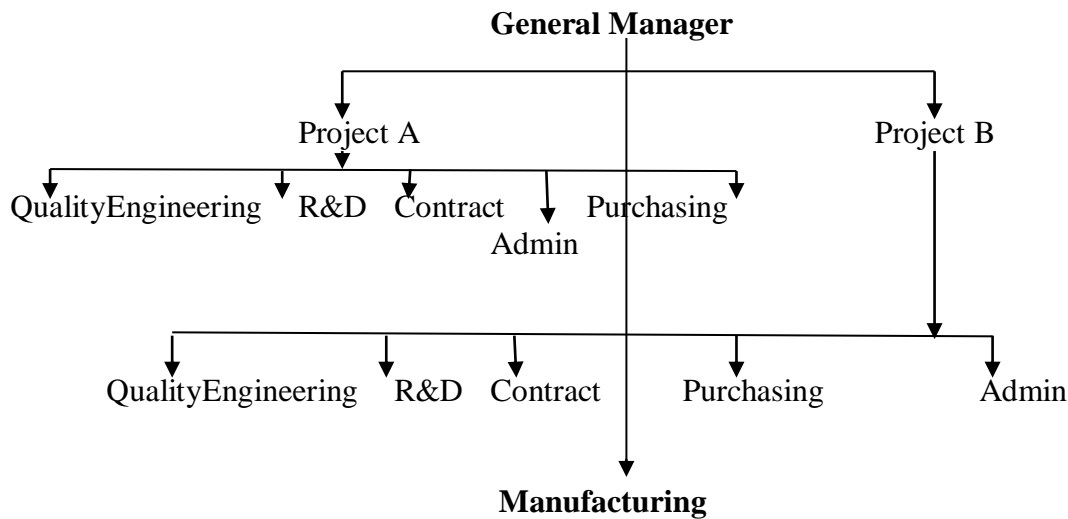 General Manager
Project A Project B
QualityEngineering R&D Contract Purchasing
Admin
QualityEngineering R&D Contract Purchasing Admin
Manufacturing